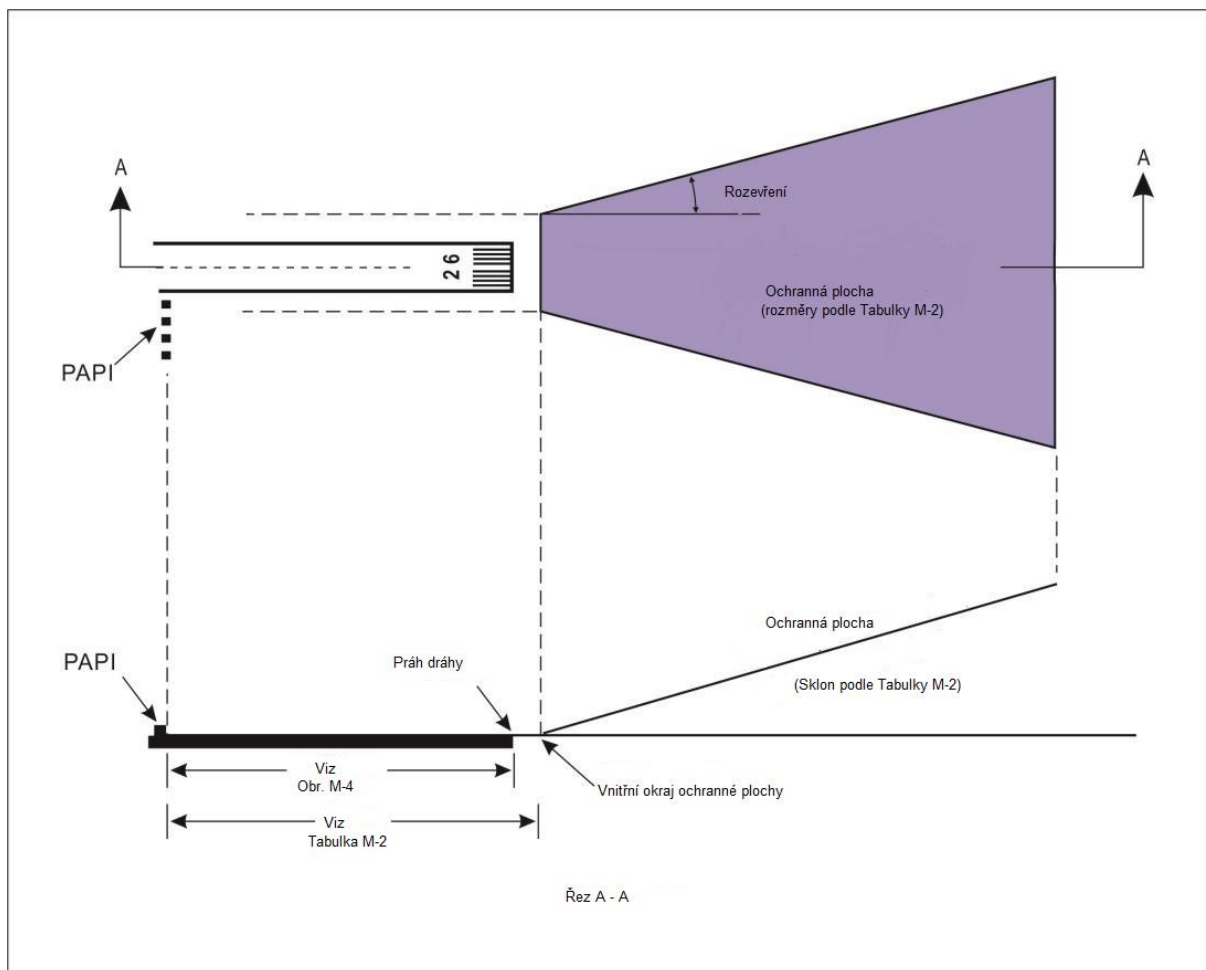 A
A
Rozevření
26
Ochranná plocha
(rozměry podle Tabulky M-2)
PAPI
Ochranná plocha
PAPI
Práh dráhy
(Sklon podle Tabulky M-2)
Viz
Obr. M-4
Vnitřní okraj ochranné plochy
Viz
Tabulka M-2
Řez A - A